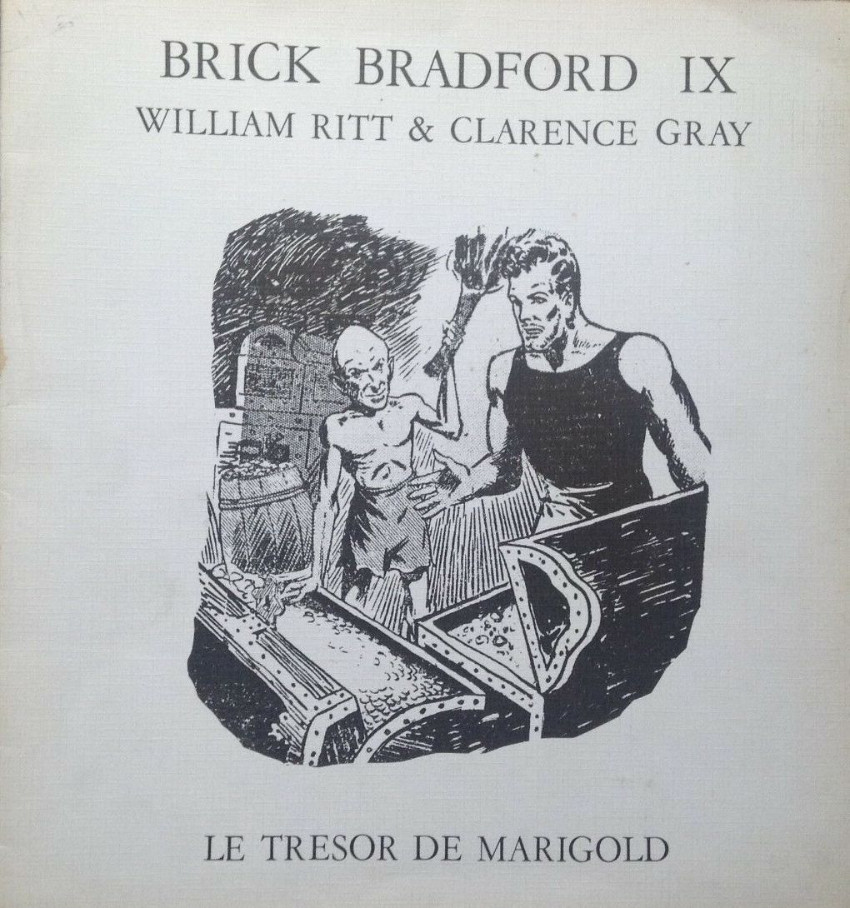 BRICK BRADFORD IX
WILLIAM RITT & CLARENCE GRAY
LE TRESOR DE MARIGOLD